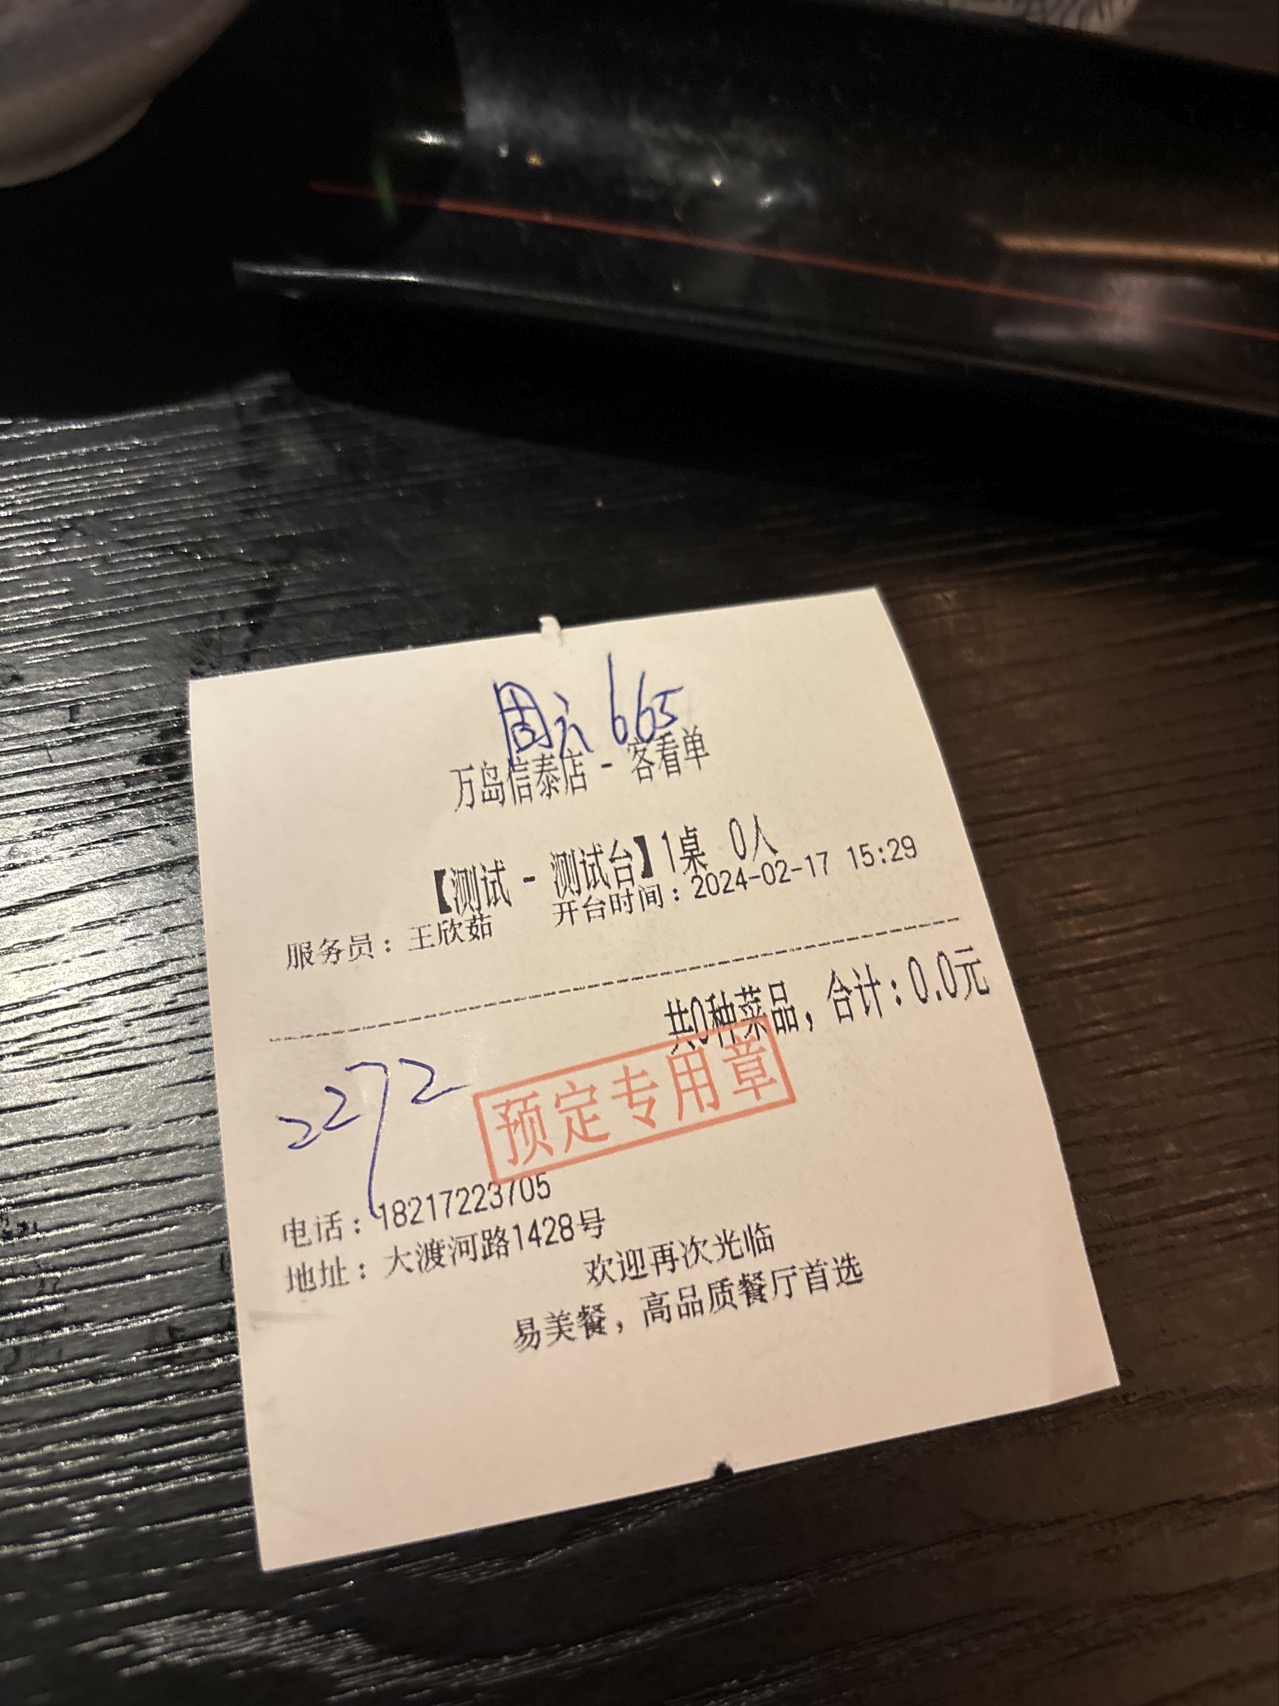 周六 665
万岛信泰店 - 客看单
【测试 - 测试台】1桌 0人
服务员：王欣茹 开台时间：2024-02-17 15:29
共0种菜品，合计：0.0元
2272
预定专用章
电话：18217223705
地址：大渡河路1428号
欢迎再次光临
易美餐，高品质餐厅首选